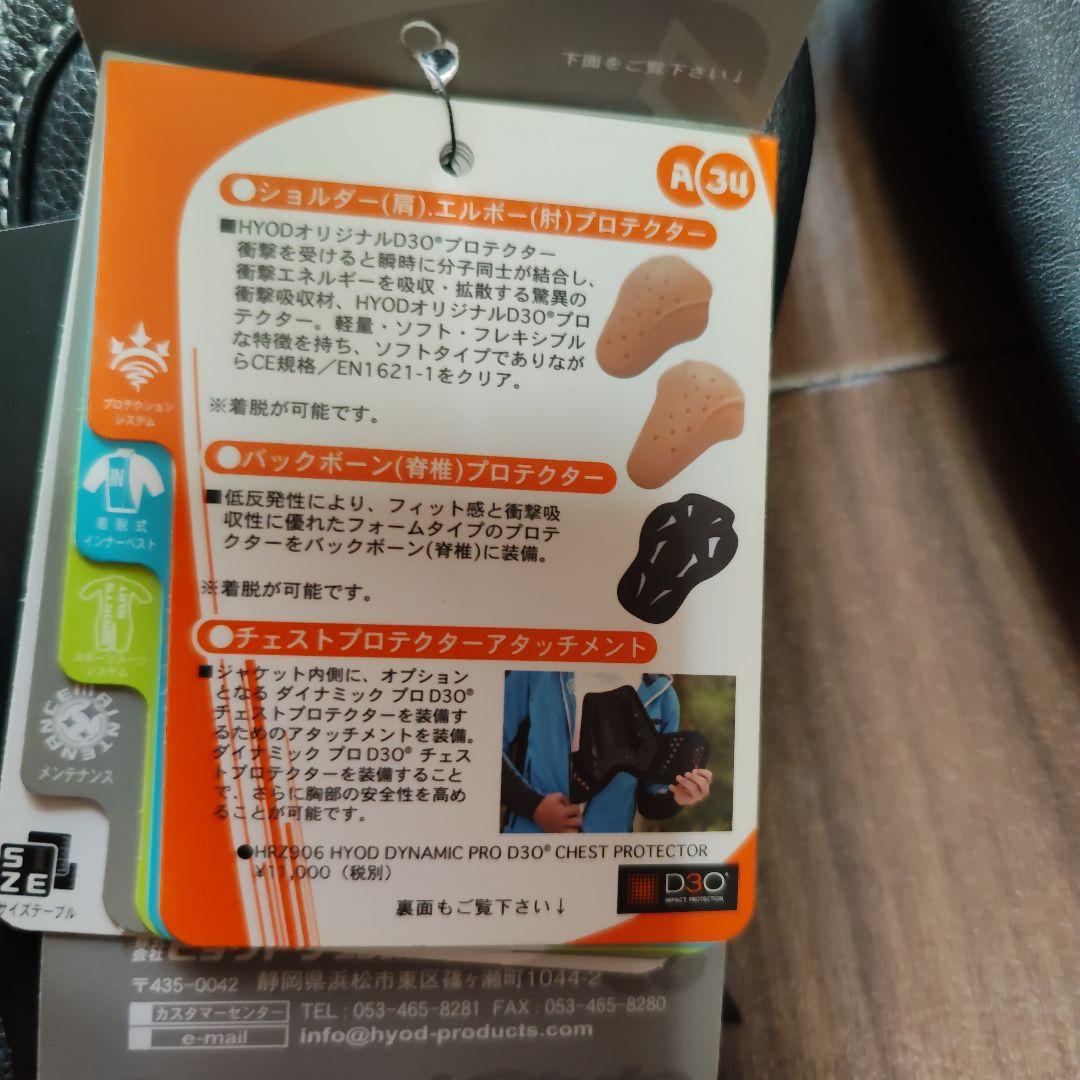 下面をご覧下さい↓
A 34
●ショルダー(肩).エルボー(肘)プロテクター
■HYODオリジナルD3O®プロテクター
衝撃を受けると瞬時に分子同士が結合し、
衝撃エネルギーを吸収・拡散する驚異の
衝撃吸収材、HYODオリジナルD3O®プロ
テクター。軽量・ソフト・フレキシブル
な特徴を持ち、ソフトタイプでありなが
らCE規格／EN1621-1をクリア。
※着脱が可能です。
●バックボーン(脊椎)プロテクター
■低反発性により、フィット感と衝撃吸
収性に優れたフォームタイプのプロテ
クターをバックボーン(脊椎)に装備。
※着脱が可能です。
●チェストプロテクターアタッチメント
■ジャケット内側に、オプション
となる ダイナミック プロ D3O®
チェストプロテクターを装備す
るためのアタッチメントを装備。
ダイナミック プロ D3O® チェス
トプロテクターを装備すること
で、さらに胸部の安全性を高め
ることが可能です。
●HRZ906 HYOD DYNAMIC PRO D3O® CHEST PROTECTOR
¥11,000（税別）
裏面もご覧下さい↓
D3O®
IMPACT PROTECTION
プロテクション
システム
IN
着脱式
インナーベスト
SPORTS SUIT
スポーツスーツ
システム
MAINTENANCE
メンテナンス
S
ZE
サイズテーブル
会社
〒435-0042 静岡県浜松市東区篠ヶ瀬町1044-2
カスタマーセンター TEL : 053-465-8281 FAX : 053-465-8280
e-mail info@hyod-products.com